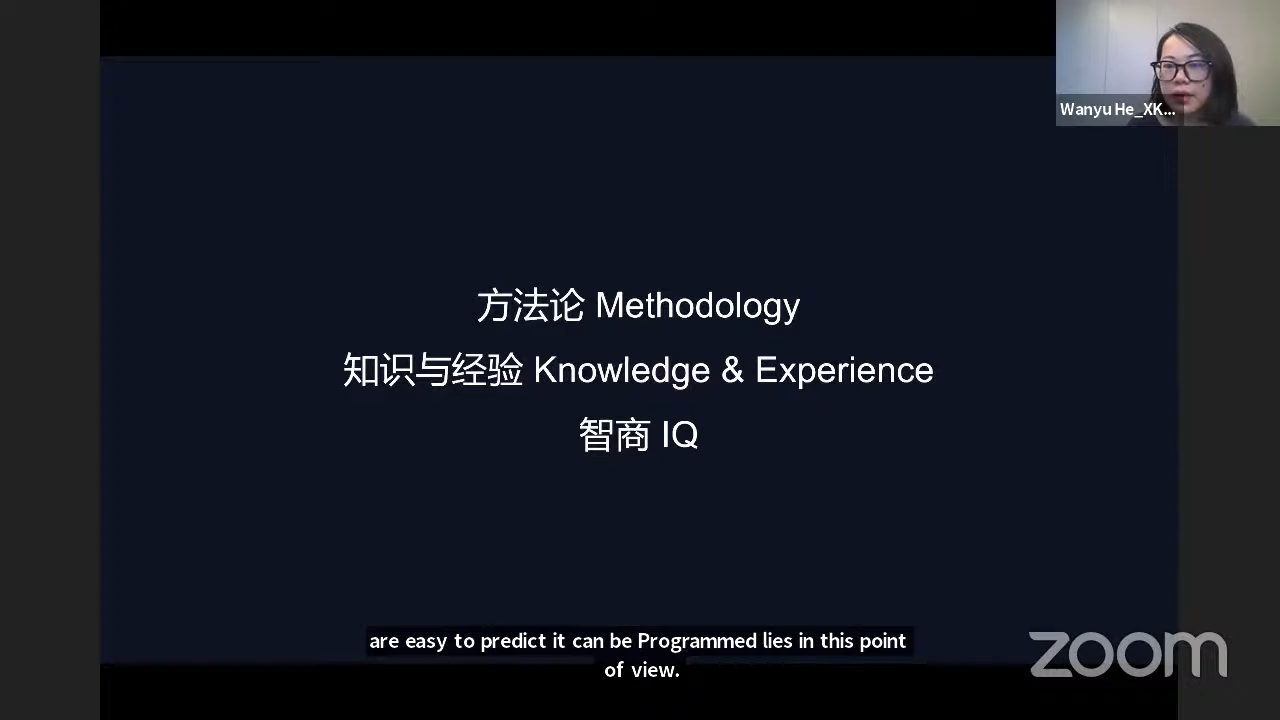 Wanyu He_XK...
方法论 Methodology
知识与经验 Knowledge & Experience
智商 IQ
are easy to predict it can be Programmed lies in this point
of view.
zoom